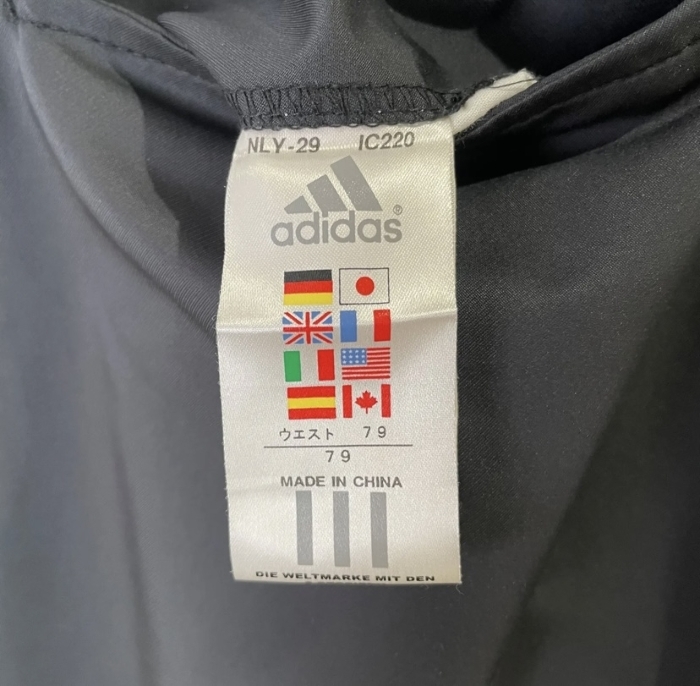 NLY-29 IC220
adidas®
ウエスト 79
79
MADE IN CHINA
DIE WELTMARKE MIT DEN